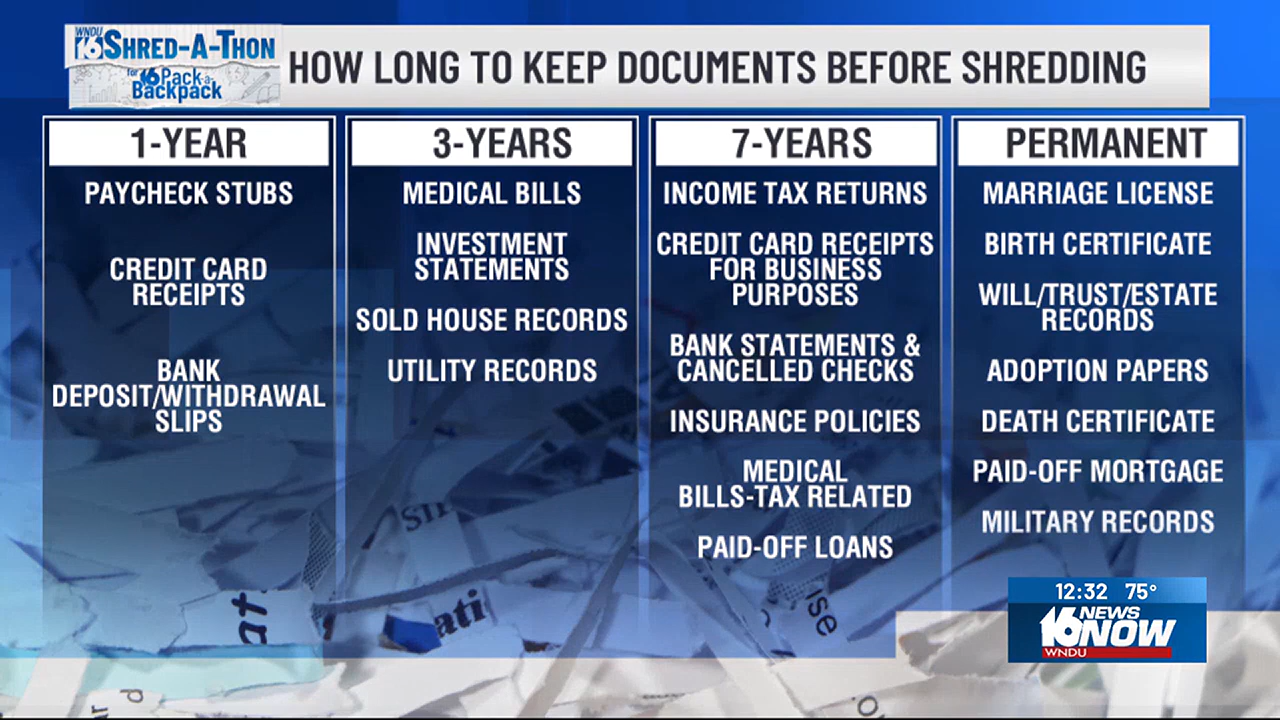 WNDU
16 SHRED-A-THON
for 16 Pack-a-
Backpack
HOW LONG TO KEEP DOCUMENTS BEFORE SHREDDING
1-YEAR
PAYCHECK STUBS
CREDIT CARD
RECEIPTS
BANK
DEPOSIT/WITHDRAWAL
SLIPS
3-YEARS
MEDICAL BILLS
INVESTMENT
STATEMENTS
SOLD HOUSE RECORDS
UTILITY RECORDS
7-YEARS
INCOME TAX RETURNS
CREDIT CARD RECEIPTS
FOR BUSINESS
PURPOSES
BANK STATEMENTS &
CANCELLED CHECKS
INSURANCE POLICIES
MEDICAL
BILLS-TAX RELATED
PAID-OFF LOANS
PERMANENT
MARRIAGE LICENSE
BIRTH CERTIFICATE
WILL/TRUST/ESTATE
RECORDS
ADOPTION PAPERS
DEATH CERTIFICATE
PAID-OFF MORTGAGE
MILITARY RECORDS
at
ati
ise
12:32 75°
16 NEWS
NOW
WNDU